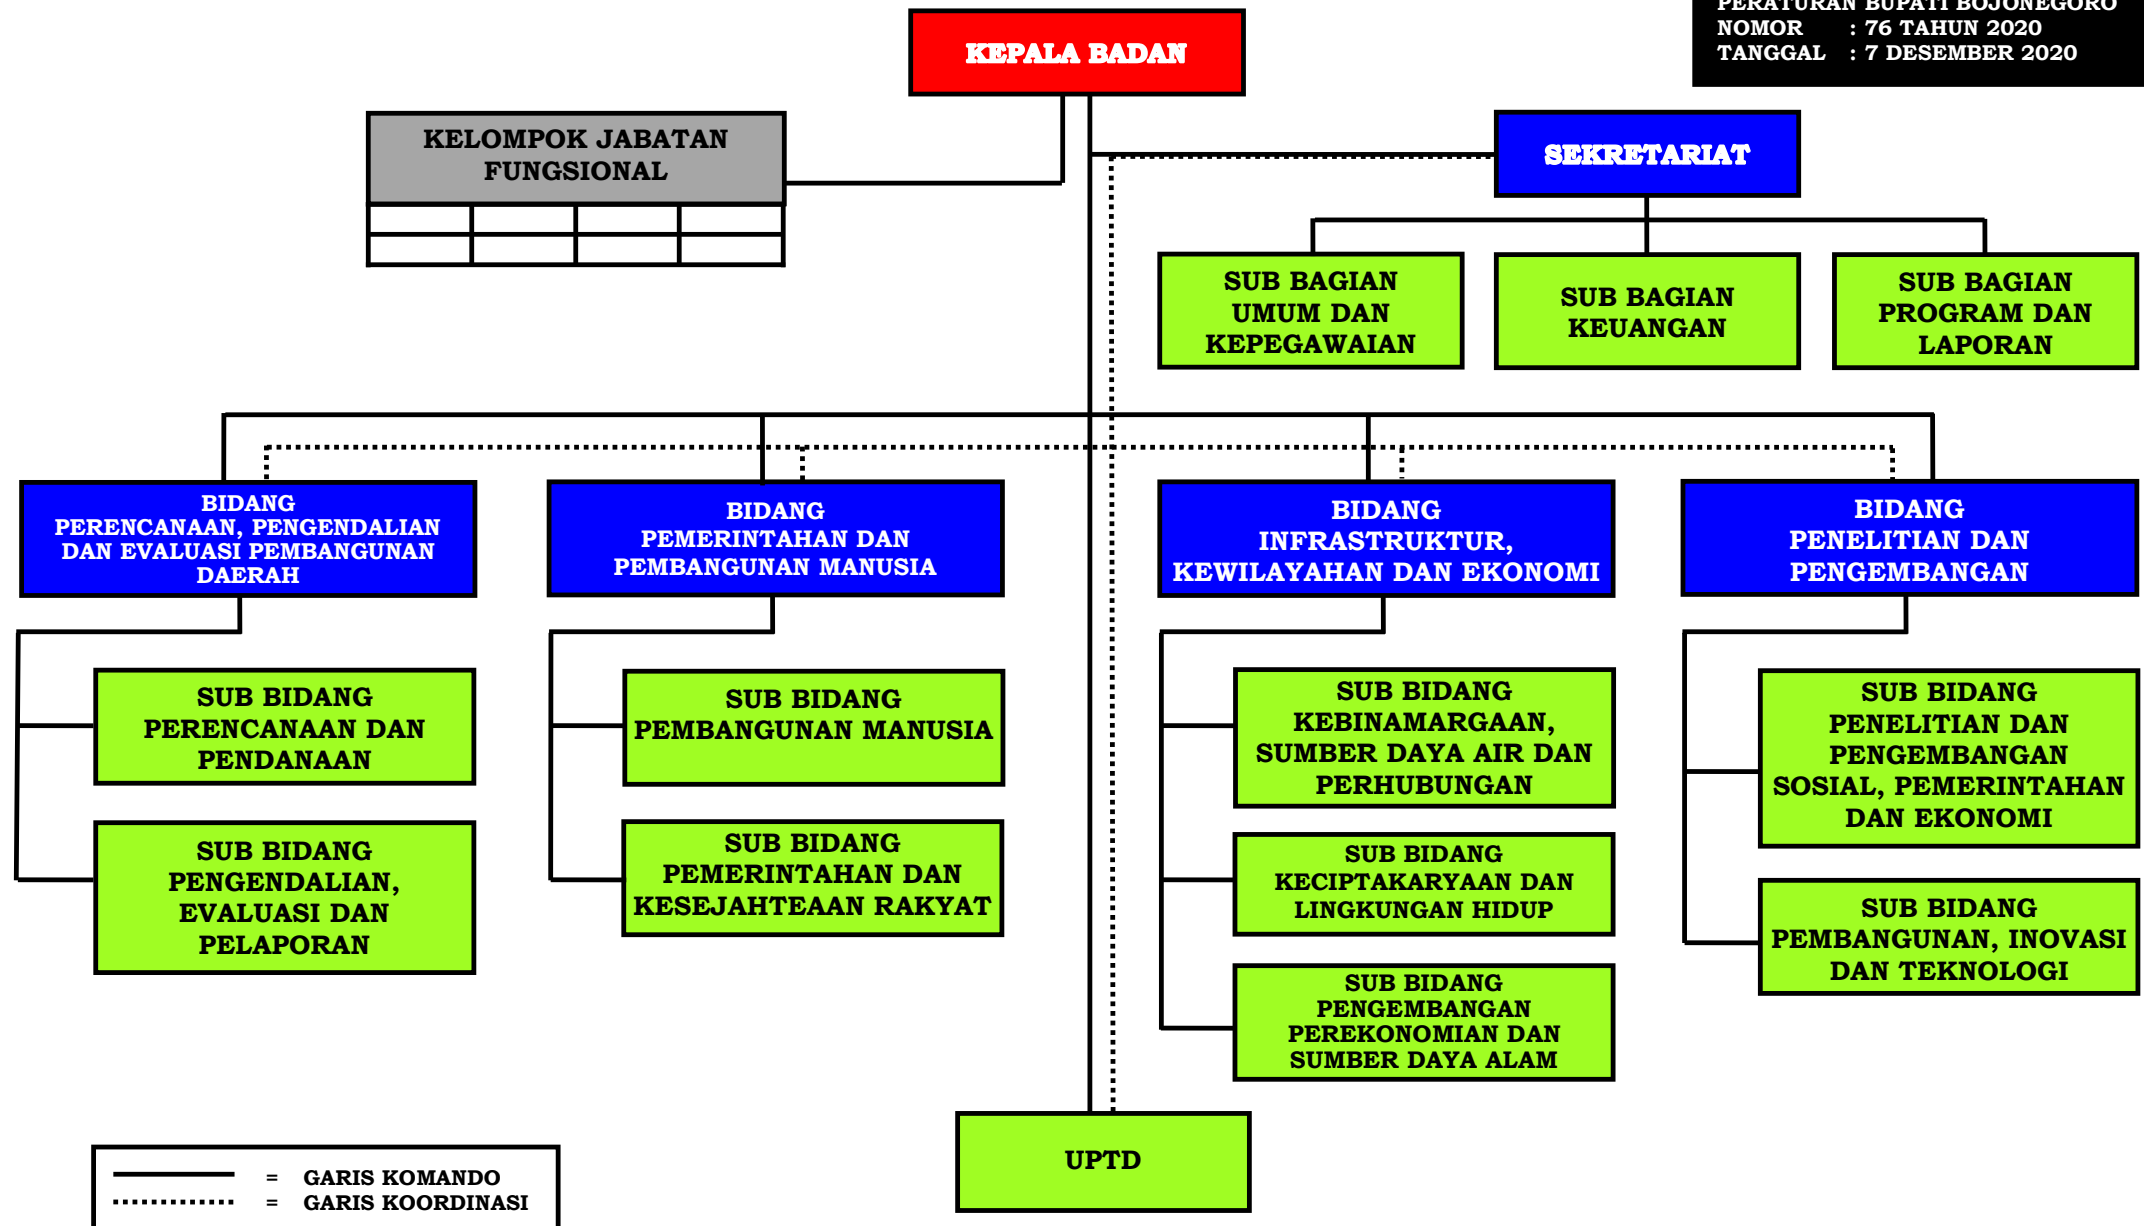 PERATURAN BUPATI BOJONEGORO
NOMOR : 76 TAHUN 2020
TANGGAL : 7 DESEMBER 2020
KEPALA BADAN
KELOMPOK JABATAN
FUNGSIONAL
SEKRETARIAT
SUB BAGIAN
UMUM DAN
KEPEGAWAIAN
SUB BAGIAN
KEUANGAN
SUB BAGIAN
PROGRAM DAN
LAPORAN
BIDANG
PERENCANAAN, PENGENDALIAN
DAN EVALUASI PEMBANGUNAN
DAERAH
BIDANG
PEMERINTAHAN DAN
PEMBANGUNAN MANUSIA
BIDANG
INFRASTRUKTUR,
KEWILAYAHAN DAN EKONOMI
BIDANG
PENELITIAN DAN
PENGEMBANGAN
SUB BIDANG
PERENCANAAN DAN
PENDANAAN
SUB BIDANG
PENGENDALIAN,
EVALUASI DAN
PELAPORAN
SUB BIDANG
PEMBANGUNAN MANUSIA
SUB BIDANG
PEMERINTAHAN DAN
KESEJAHTEAAN RAKYAT
SUB BIDANG
KEBINAMARGAAN,
SUMBER DAYA AIR DAN
PERHUBUNGAN
SUB BIDANG
KECIPTAKARYAAN DAN
LINGKUNGAN HIDUP
SUB BIDANG
PENGEMBANGAN
PEREKONOMIAN DAN
SUMBER DAYA ALAM
SUB BIDANG
PENELITIAN DAN
PENGEMBANGAN
SOSIAL, PEMERINTAHAN
DAN EKONOMI
SUB BIDANG
PEMBANGUNAN, INOVASI
DAN TEKNOLOGI
UPTD
= GARIS KOMANDO
= GARIS KOORDINASI